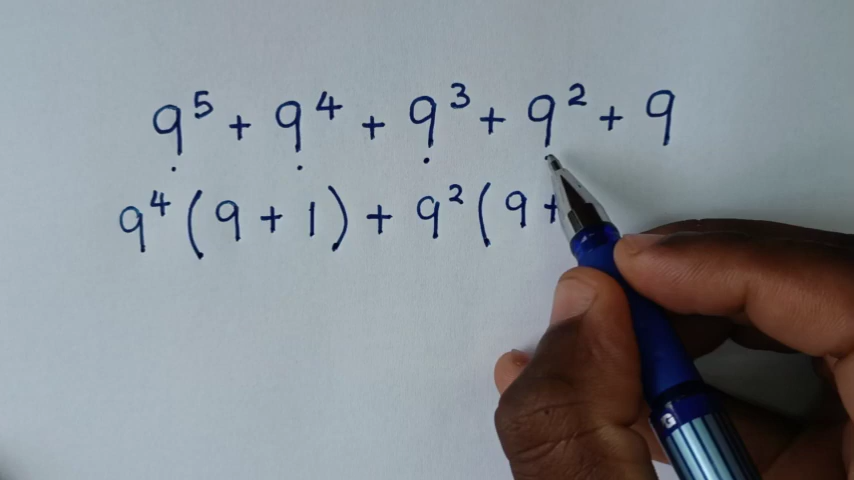 9⁵ + 9⁴ + 9³ + 9² + 9
9⁴ (9 + 1) + 9² (9 +